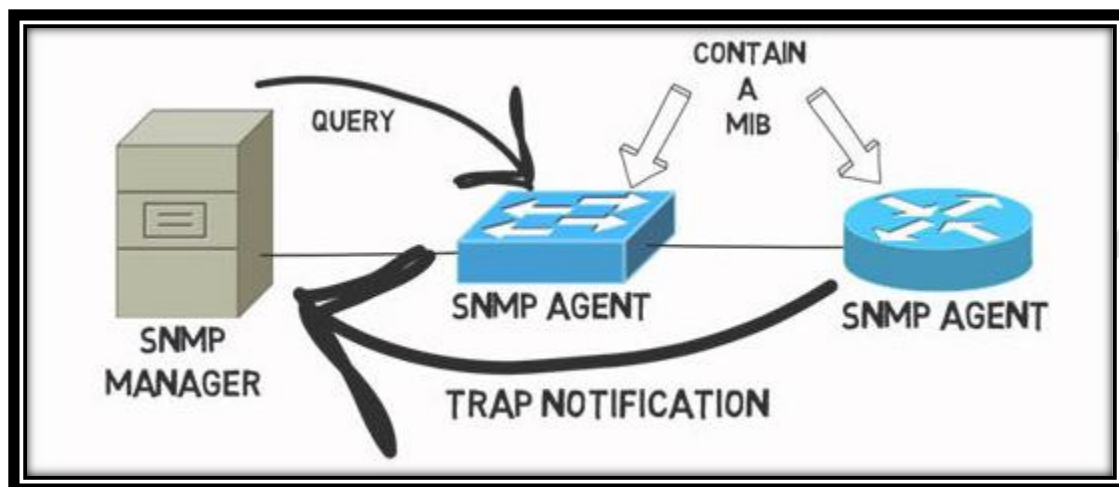 CONTAIN
A
MIB
QUERY
SNMP AGENT
SNMP AGENT
SNMP
MANAGER
TRAP NOTIFICATION